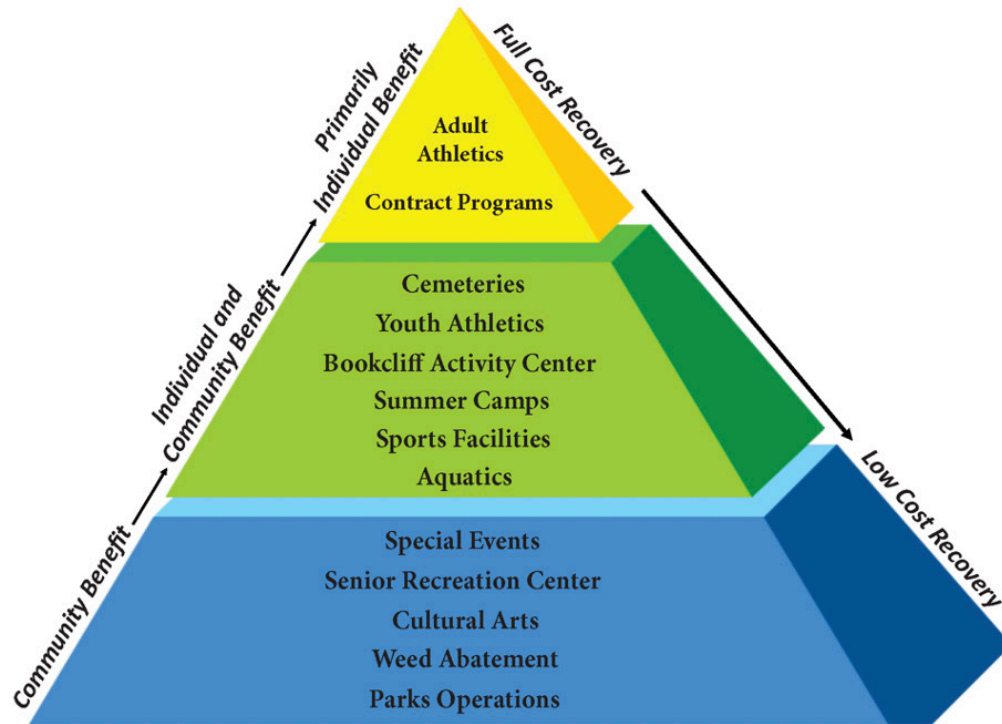 Primarily
Individual Benefit
Full Cost Recovery
Adult
Athletics
Contract Programs
Individual and
Community Benefit
Cemeteries
Youth Athletics
Bookcliff Activity Center
Summer Camps
Sports Facilities
Aquatics
Low Cost Recovery
Community Benefit
Special Events
Senior Recreation Center
Cultural Arts
Weed Abatement
Parks Operations